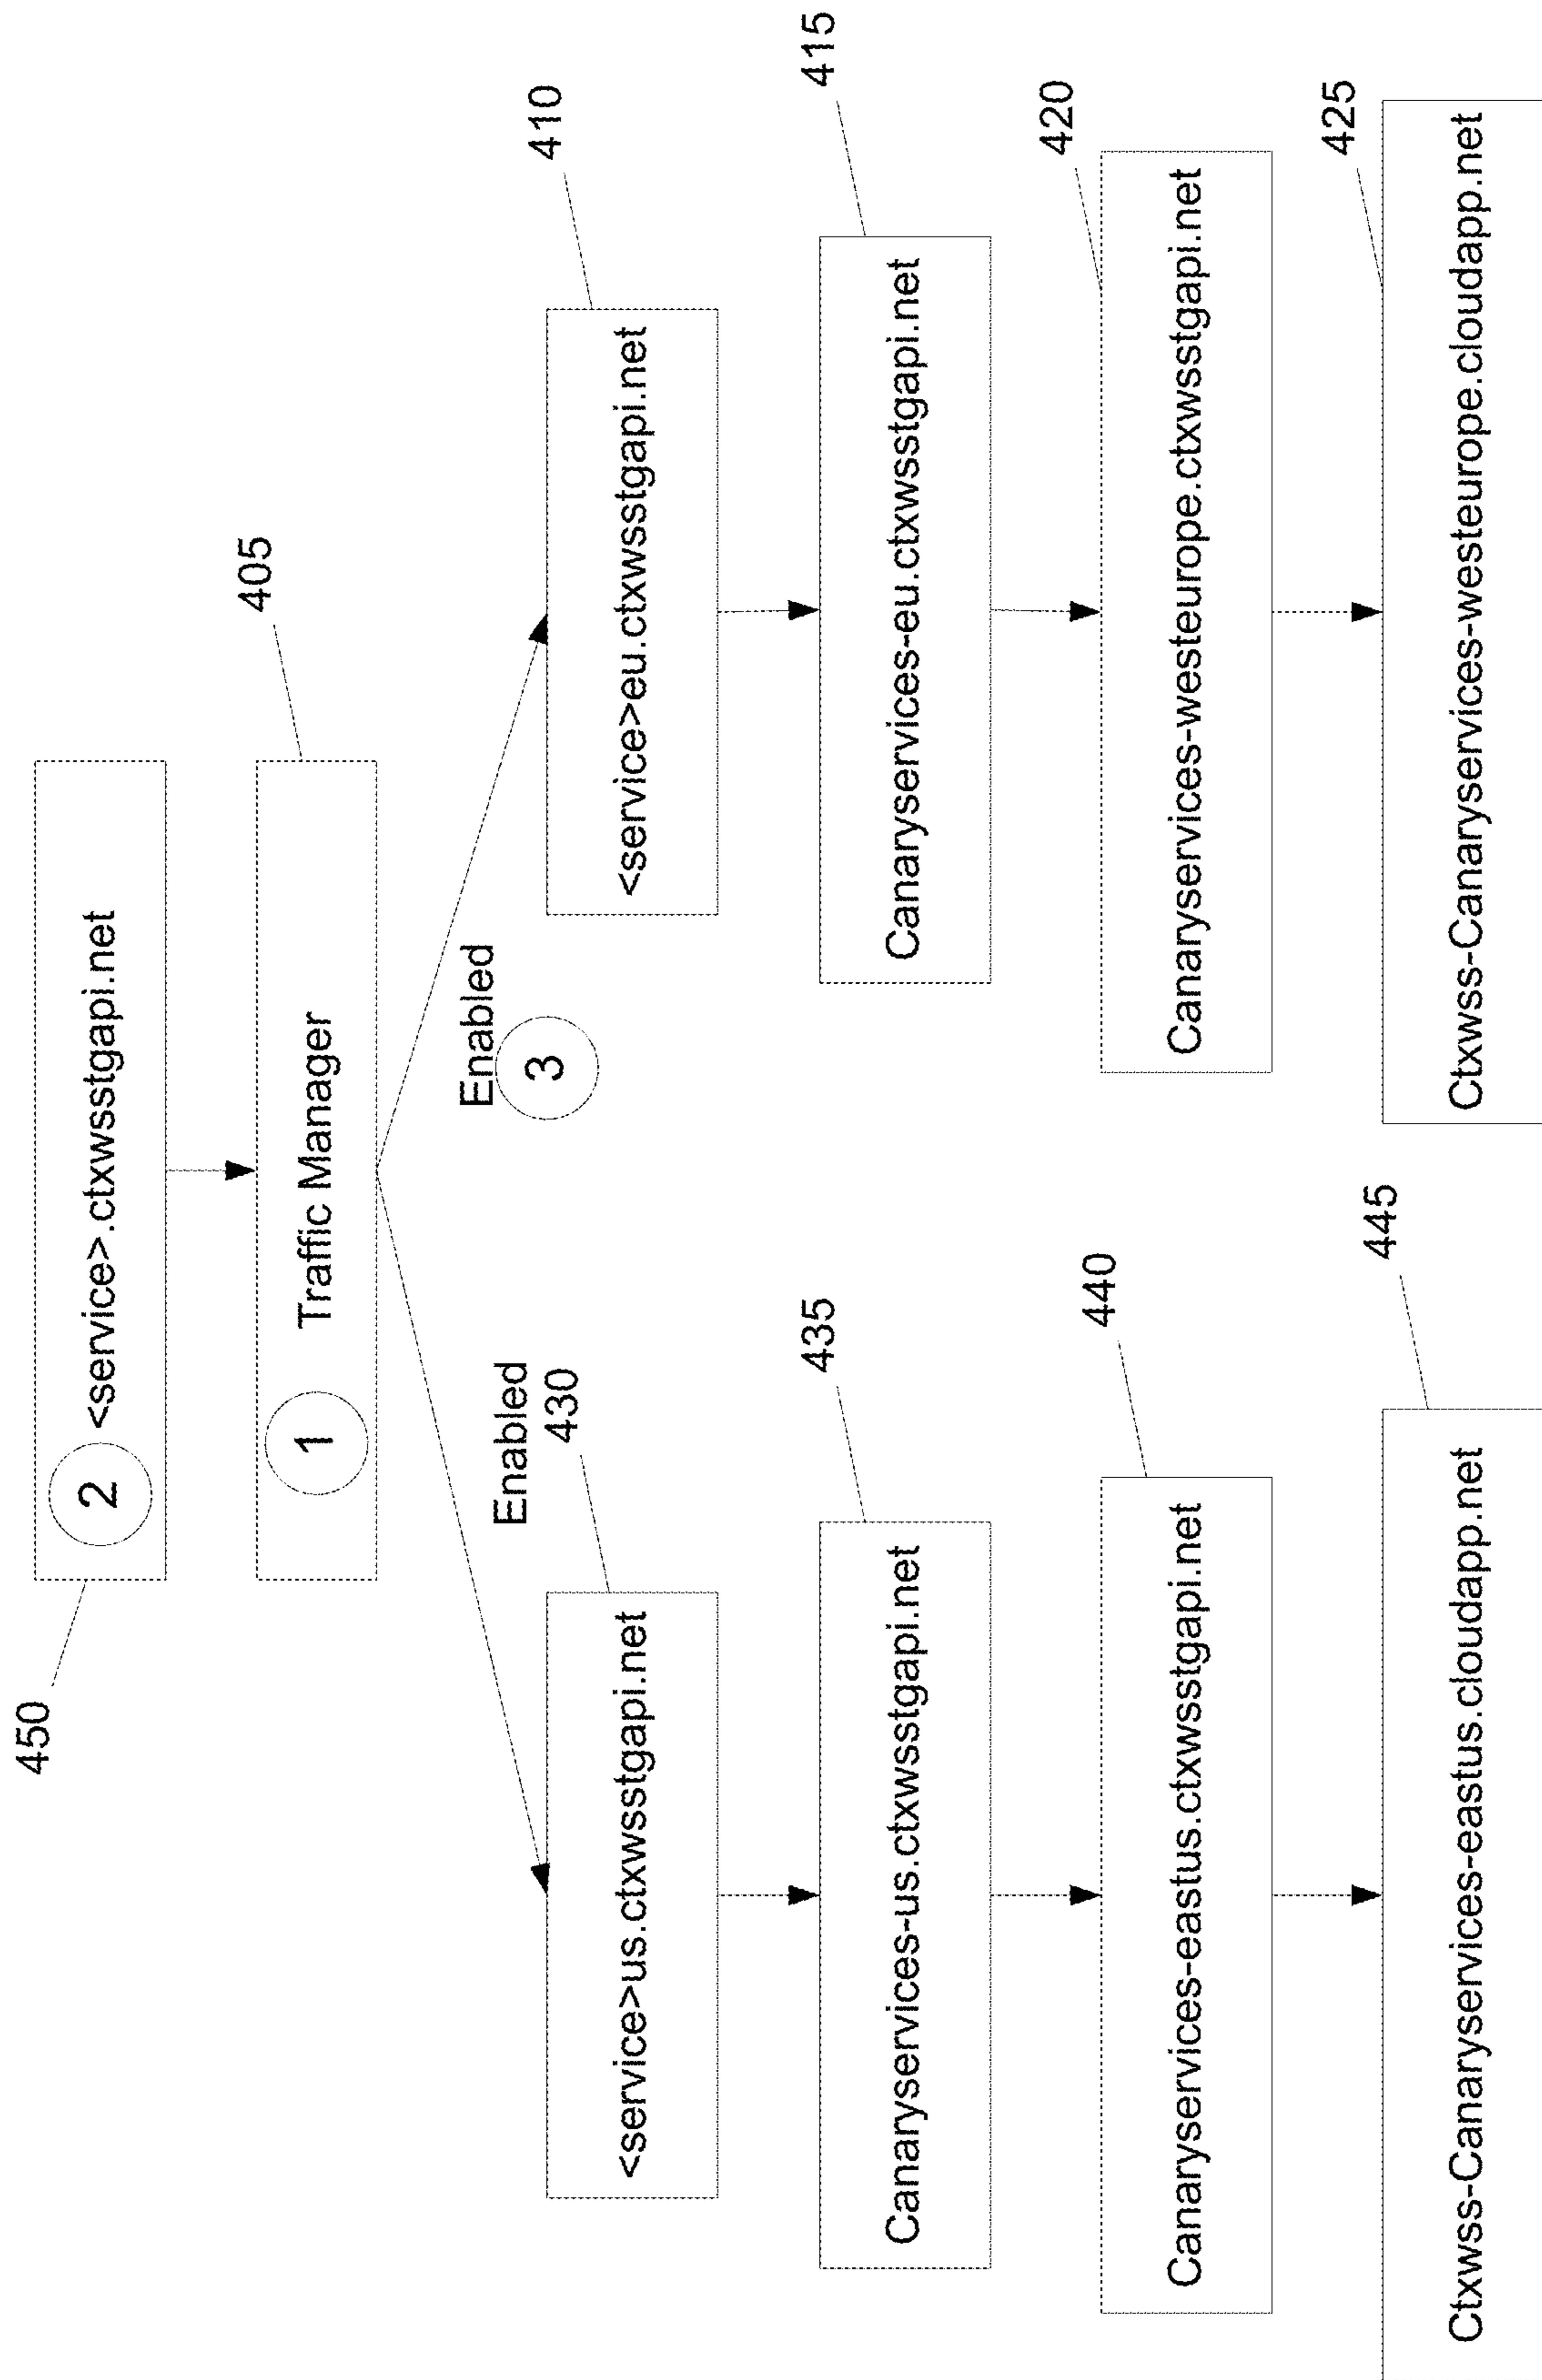 450
2 <service>.ctxwsstgapi.net
405
1 Traffic Manager
Enabled
Enabled
3
430
<service>us.ctxwsstgapi.net
410
<service>eu.ctxwsstgapi.net
435
Canaryservices-us.ctxwsstgapi.net
415
Canaryservices-eu.ctxwsstgapi.net
440
Canaryservices-eastus.ctxwsstgapi.net
420
Canaryservices-westeurope.ctxwsstgapi.net
445
Ctxwss-Canaryservices-eastus.cloudapp.net
425
Ctxwss-Canaryservices-westeurope.cloudapp.net